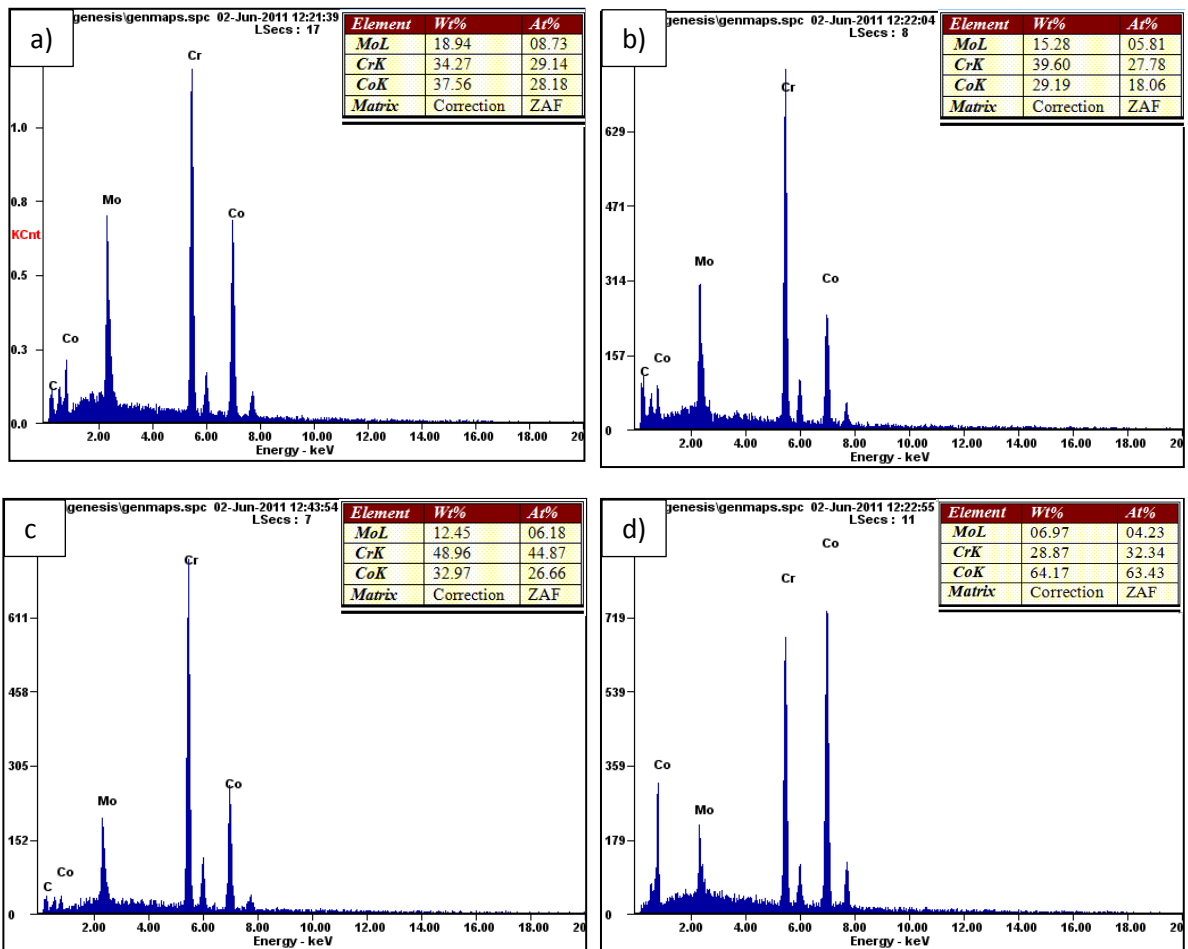 a)
genesis\genmaps.spc 02-Jun-2011 12:21:39
LSecs : 17
Element Wt% At%
MoL 18.94 08.73
CrK 34.27 29.14
CoK 37.56 28.18
Matrix Correction ZAF
Cr
1.0
Mo
0.8
Co
KCnt
0.5
Co
0.3
C
0.0
2.00 4.00 6.00 8.00 10.00 12.00 14.00 16.00 18.00 20
Energy - keV
b)
genesis\genmaps.spc 02-Jun-2011 12:22:04
LSecs : 8
Element Wt% At%
MoL 15.28 05.81
CrK 39.60 27.78
CoK 29.19 18.06
Matrix Correction ZAF
Cr
629
471
Mo
Co
314
157
Co
C
0
2.00 4.00 6.00 8.00 10.00 12.00 14.00 16.00 18.00 20
Energy - keV
c
genesis\genmaps.spc 02-Jun-2011 12:43:54
LSecs : 7
Element Wt% At%
MoL 12.45 06.18
CrK 48.96 44.87
CoK 32.97 26.66
Matrix Correction ZAF
Cr
611
458
305
Co
Mo
152
Co
C
0
2.00 4.00 6.00 8.00 10.00 12.00 14.00 16.00 18.00 20
Energy - keV
d)
genesis\genmaps.spc 02-Jun-2011 12:22:55
LSecs : 11
Element Wt% At%
MoL 06.97 04.23
CrK 28.87 32.34
CoK 64.17 63.43
Matrix Correction ZAF
Co
Cr
719
539
359
Co
Mo
179
0
2.00 4.00 6.00 8.00 10.00 12.00 14.00 16.00 18.00 20
Energy - keV